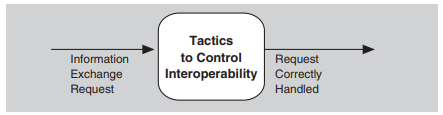 Information
Exchange
Request
Tactics
to Control
Interoperability
Request
Correctly
Handled